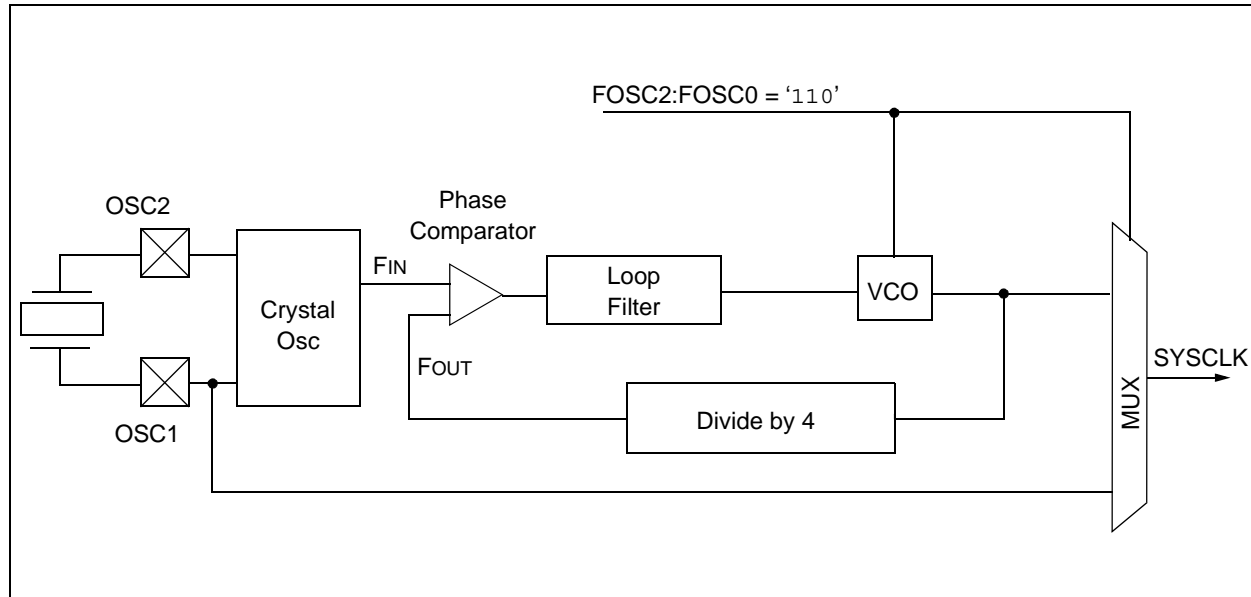 FOSC2:FOSC0 = ‘110’
OSC2
Phase
Comparator
FIN
Crystal
Osc
Loop
Filter
VCO
FOUT
SYSCLK
OSC1
Divide by 4
MUX